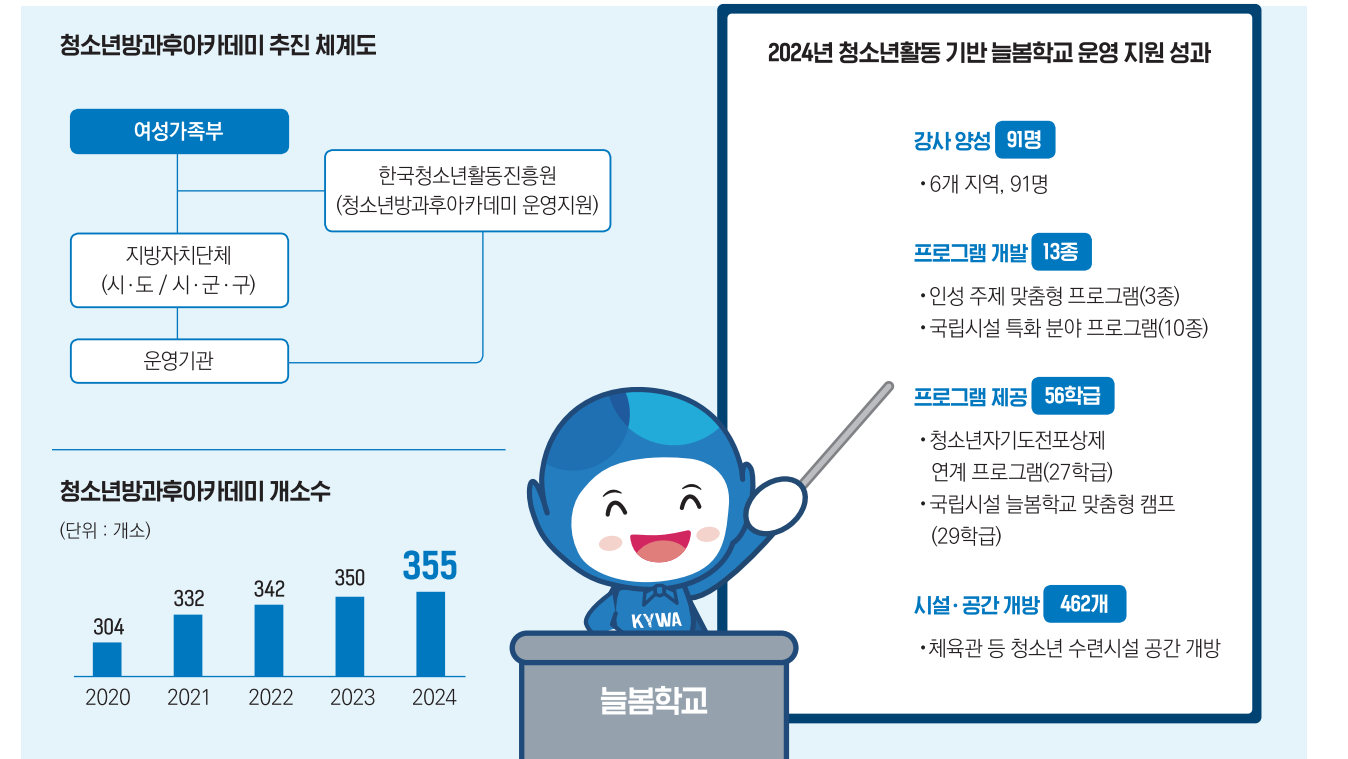 청소년방과후아카데미 추진 체계도
여성가족부
한국청소년활동진흥원
(청소년방과후아카데미 운영지원)
지방자치단체
(시·도 / 시·군·구)
운영기관
청소년방과후아카데미 개소수
(단위 : 개소)
304
332
342
350
355
2020
2021
2022
2023
2024
KYWA
늘봄학교
2024년 청소년활동 기반 늘봄학교 운영 지원 성과
강사 양성 91명
•6개 지역, 91명
프로그램 개발 13종
•인성 주제 맞춤형 프로그램(3종)
•국립시설 특화 분야 프로그램(10종)
프로그램 제공 56학급
•청소년자기도전포상제
연계 프로그램(27학급)
•국립시설 늘봄학교 맞춤형 캠프
(29학급)
시설·공간 개방 462개
•체육관 등 청소년 수련시설 공간 개방